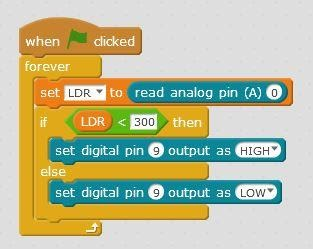 when clicked
forever
set LDR to read analog pin (A) 0
if LDR < 300 then
set digital pin 9 output as HIGH
else
set digital pin 9 output as LOW